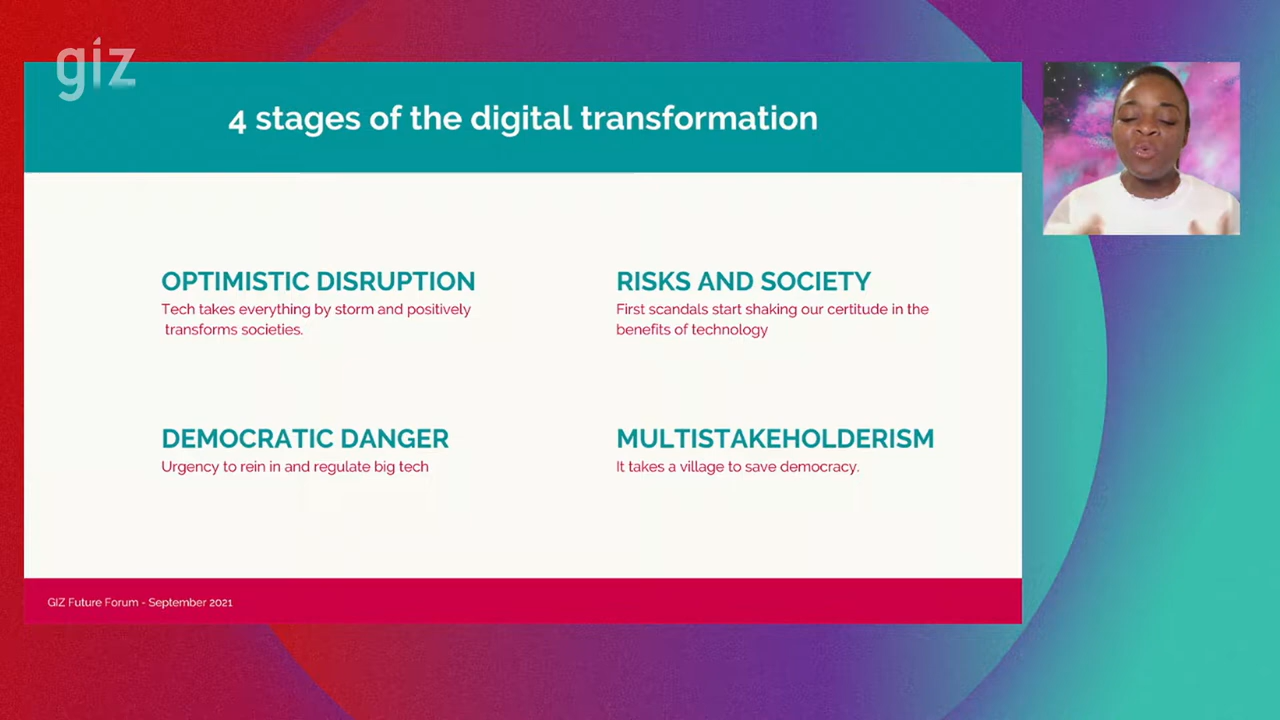 giz
4 stages of the digital transformation
OPTIMISTIC DISRUPTION
Tech takes everything by storm and positively
transforms societies.
RISKS AND SOCIETY
First scandals start shaking our certitude in the
benefits of technology
DEMOCRATIC DANGER
Urgency to rein in and regulate big tech
MULTISTAKEHOLDERISM
It takes a village to save democracy.
GIZ Future Forum - September 2021